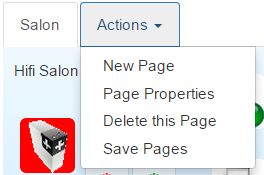 Salon
Actions
Hifi Salon
New Page
Page Properties
Delete this Page
Save Pages